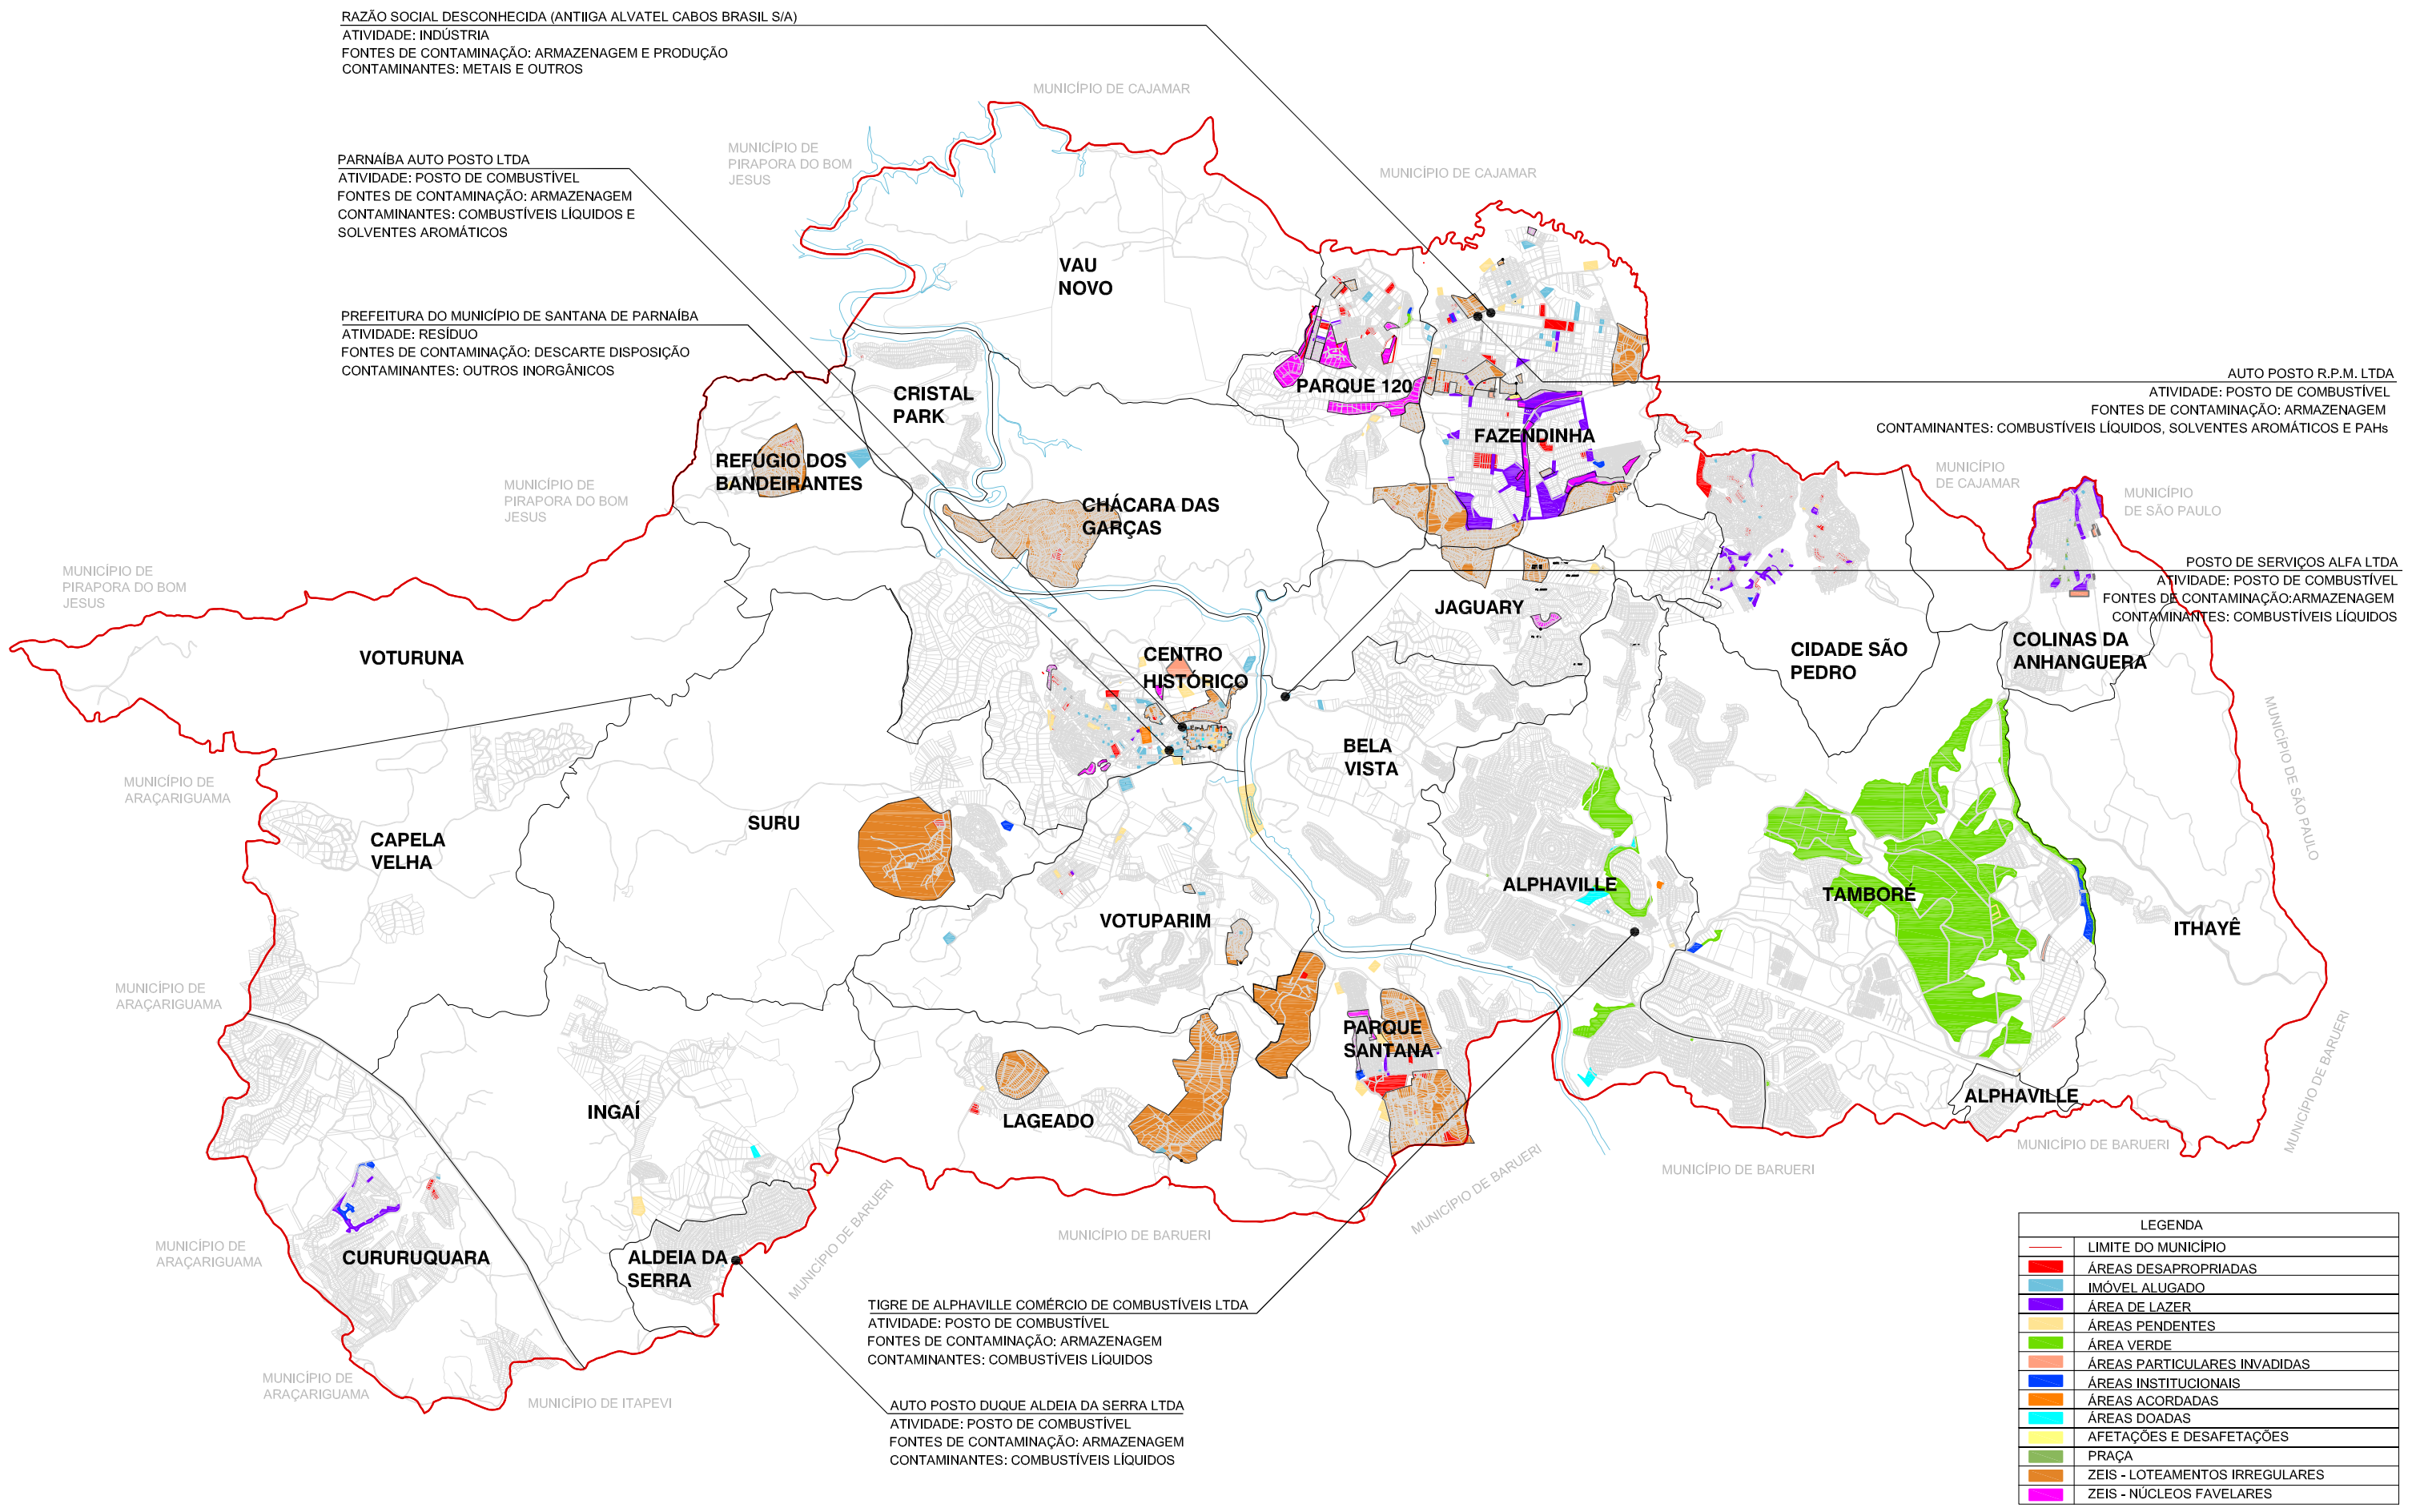 RAZÃO SOCIAL DESCONHECIDA (ANTIIGA ALVATEL CABOS BRASIL S/A)
ATIVIDADE: INDÚSTRIA
FONTES DE CONTAMINAÇÃO: ARMAZENAGEM E PRODUÇÃO
CONTAMINANTES: METAIS E OUTROS
MUNICÍPIO DE CAJAMAR
MUNICÍPIO DE
PIRAPORA DO BOM
JESUS
MUNICÍPIO DE CAJAMAR
PARNAÍBA AUTO POSTO LTDA
ATIVIDADE: POSTO DE COMBUSTÍVEL
FONTES DE CONTAMINAÇÃO: ARMAZENAGEM
CONTAMINANTES: COMBUSTÍVEIS LÍQUIDOS E
SOLVENTES AROMÁTICOS
VAU
NOVO
PREFEITURA DO MUNICÍPIO DE SANTANA DE PARNAÍBA
ATIVIDADE: RESÍDUO
FONTES DE CONTAMINAÇÃO: DESCARTE DISPOSIÇÃO
CONTAMINANTES: OUTROS INORGÂNICOS
CRISTAL
PARK
PARQUE 120
AUTO POSTO R.P.M. LTDA
ATIVIDADE: POSTO DE COMBUSTÍVEL
FONTES DE CONTAMINAÇÃO: ARMAZENAGEM
CONTAMINANTES: COMBUSTÍVEIS LÍQUIDOS, SOLVENTES AROMÁTICOS E PAHs
FAZENDINHA
REFÚGIO DOS
BANDEIRANTES
MUNICÍPIO DE
PIRAPORA DO BOM
JESUS
CHÁCARA DAS
GARÇAS
MUNICÍPIO
DE CAJAMAR
MUNICÍPIO
DE SÃO PAULO
MUNICÍPIO DE
PIRAPORA DO BOM
JESUS
POSTO DE SERVIÇOS ALFA LTDA
ATIVIDADE: POSTO DE COMBUSTÍVEL
FONTES DE CONTAMINAÇÃO:ARMAZENAGEM
CONTAMINANTES: COMBUSTÍVEIS LÍQUIDOS
JAGUARY
VOTURUNA
CENTRO
HISTÓRICO
CIDADE SÃO
PEDRO
COLINAS DA
ANHANGUERA
MUNICÍPIO DE SÃO PAULO
BELA
VISTA
MUNICÍPIO DE
ARAÇARIGUAMA
CAPELA
VELHA
SURU
VOTUPARIM
ALPHAVILLE
TAMBORÉ
ITHAYÊ
MUNICÍPIO DE
ARAÇARIGUAMA
PARQUE
SANTANA
INGAÍ
LAGEADO
ALPHAVILLE
MUNICÍPIO DE BARUERI
MUNICÍPIO DE BARUERI
MUNICÍPIO DE BARUERI
MUNICÍPIO DE BARUERI
MUNICÍPIO DE BARUERI
MUNICÍPIO DE BARUERI
MUNICÍPIO DE
ARAÇARIGUAMA
CURURUQUARA
ALDEIA DA
SERRA
TIGRE DE ALPHAVILLE COMÉRCIO DE COMBUSTÍVEIS LTDA
ATIVIDADE: POSTO DE COMBUSTÍVEL
FONTES DE CONTAMINAÇÃO: ARMAZENAGEM
CONTAMINANTES: COMBUSTÍVEIS LÍQUIDOS
MUNICÍPIO DE
ARAÇARIGUAMA
MUNICÍPIO DE ITAPEVI
AUTO POSTO DUQUE ALDEIA DA SERRA LTDA
ATIVIDADE: POSTO DE COMBUSTÍVEL
FONTES DE CONTAMINAÇÃO: ARMAZENAGEM
CONTAMINANTES: COMBUSTÍVEIS LÍQUIDOS
LEGENDA
LIMITE DO MUNICÍPIO
ÁREAS DESAPROPRIADAS
IMÓVEL ALUGADO
ÁREA DE LAZER
ÁREAS PENDENTES
ÁREA VERDE
ÁREAS PARTICULARES INVADIDAS
ÁREAS INSTITUCIONAIS
ÁREAS ACORDADAS
ÁREAS DOADAS
AFETAÇÕES E DESAFETAÇÕES
PRAÇA
ZEIS - LOTEAMENTOS IRREGULARES
ZEIS - NÚCLEOS FAVELARES